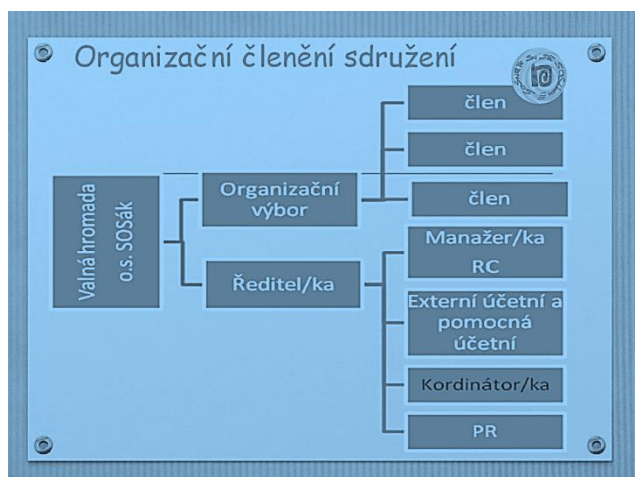 Organizační členění sdružení
člen
člen
člen
Organizační
výbor
Valná hromada
o.s. SOSák
Ředitel/ka
Manažer/ka
RC
Externí účetní a
pomocná
účetní
Kordinátor/ka
PR